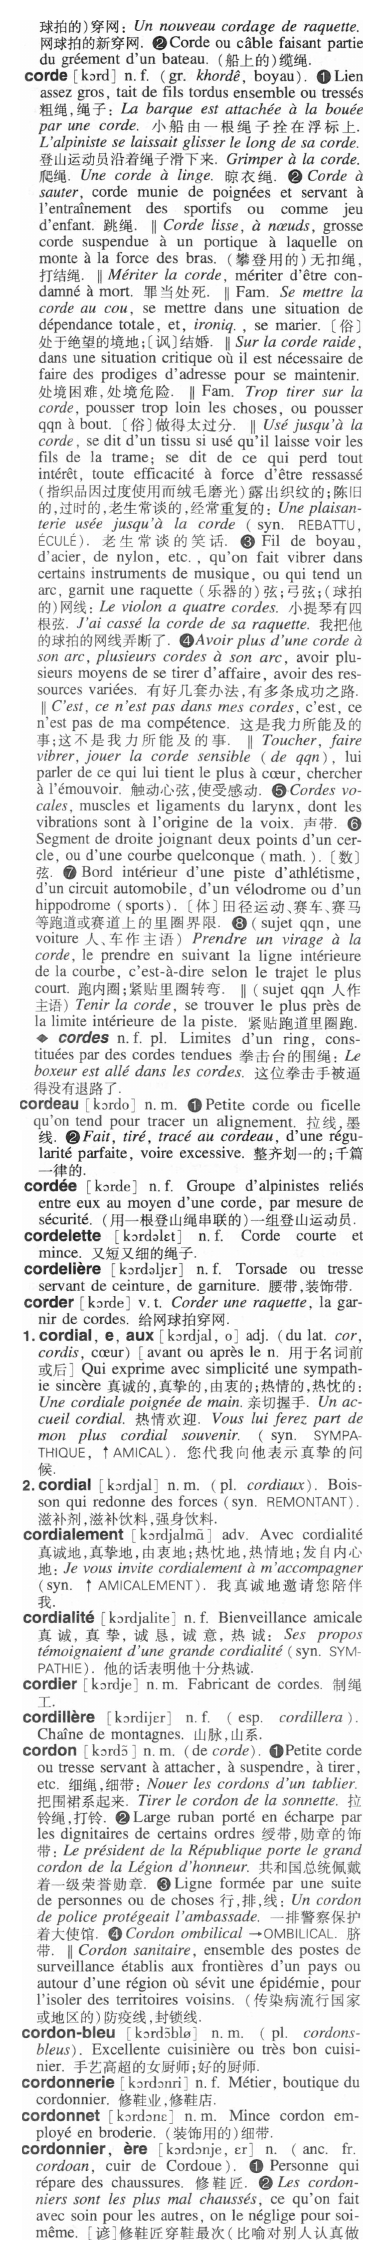 球拍的)穿网: Un nouveau cordage de raquette.
网球拍的新穿网. ❷ Corde ou câble faisant partie
du gréement d'un bateau. (船上的)缆绳.
corde [kɔrd] n. f. (gr. khordê, boyau). ❶ Lien
assez gros, tait de fils tordus ensemble ou tressés
粗绳,绳子: La barque est attachée à la bouée
par une corde. 小船由一根绳子拴在浮标上.
L'alpiniste se laissait glisser le long de sa corde.
登山运动员沿着绳子滑下来. Grimper à la corde.
爬绳. Une corde à linge. 晾衣绳. ❷ Corde à
sauter, corde munie de poignées et servant à
l'entraînement des sportifs ou comme jeu
d'enfant. 跳绳. ‖ Corde lisse, à nœuds, grosse
corde suspendue à un portique à laquelle on
monte à la force des bras. (攀登用的)无扣绳,
打结绳. ‖ Mériter la corde, mériter d'être con-
damné à mort. 罪当处死. ‖ Fam. Se mettre la
corde au cou, se mettre dans une situation de
dépendance totale, et, ironiq. , se marier. [俗]
处于绝望的境地;[讽]结婚. ‖ Sur la corde raide,
dans une situation critique où il est nécessaire de
faire des prodiges d'adresse pour se maintenir.
处境困难,处境危险. ‖ Fam. Trop tirer sur la
corde, pousser trop loin les choses, ou pousser
qqn à bout. [俗]做得太过分. ‖ Usé jusqu'à la
corde, se dit d'un tissu si usé qu'il laisse voir les
fils de la trame; se dit de ce qui perd tout
intérêt, toute efficacité à force d'être ressassé
(指织品因过度使用而绒毛磨光)露出织纹的;陈旧
的,过时的,老生常谈的,经常重复的: Une plaisan-
terie usée jusqu'à la corde ( syn. REBATTU,
ÉCULÉ). 老生常谈的笑话. ❸ Fil de boyau,
d'acier, de nylon, etc. , qu'on fait vibrer dans
certains instruments de musique, ou qui tend un
arc, garnit une raquette (乐器的)弦;弓弦;(球拍
的)网线: Le violon a quatre cordes. 小提琴有四
根弦. J'ai cassé la corde de sa raquette. 我把他
的球拍的网线弄断了. ❹ Avoir plus d'une corde à
son arc, plusieurs cordes à son arc, avoir plu-
sieurs moyens de se tirer d'affaire, avoir des res-
sources variées. 有好几套办法,有多条成功之路.
‖ C'est, ce n'est pas dans mes cordes, c'est, ce
n'est pas de ma compétence. 这是我力所能及的
事;这不是我力所能及的事. ‖ Toucher, faire
vibrer, jouer la corde sensible (de qqn), lui
parler de ce qui lui tient le plus à cœur, chercher
à l'émouvoir. 触动心弦,使受感动. ❺ Cordes vo-
cales, muscles et ligaments du larynx, dont les
vibrations sont à l'origine de la voix. 声带. ❻
Segment de droite joignant deux points d'un cer-
cle, ou d'une courbe quelconque (math. ). [数]
弦. ❼ Bord intérieur d'une piste d'athlétisme,
d'un circuit automobile, d'un vélodrome ou d'un
hippodrome (sports). [体]田径运动、赛车、赛马
等跑道或赛道上的里圈界限. ❽ (sujet qqn, une
voiture 人、车作主语) Prendre un virage à la
corde, le prendre en suivant la ligne intérieure
de la courbe, c'est-à-dire selon le trajet le plus
court. 跑内圈;紧贴里圈转弯. ‖ (sujet qqn 人作
主语) Tenir la corde, se trouver le plus près de
la limite intérieure de la piste. 紧贴跑道里圈跑.
◆ cordes n. f. pl. Limites d'un ring, cons-
tituées par des cordes tendues 拳击台的围绳: Le
boxeur est allé dans les cordes. 这位拳击手被逼
得没有退路了.
cordeau [kɔrdo] n. m. ❶ Petite corde ou ficelle
qu'on tend pour tracer un alignement. 拉线,墨
线. ❷ Fait, tiré, tracé au cordeau, d'une régu-
larité parfaite, voire excessive. 整齐划一的;千篇
一律的.
cordée [kɔrde] n. f. Groupe d'alpinistes reliés
entre eux au moyen d'une corde, par mesure de
sécurité. (用一根登山绳串联的)一组登山运动员.
cordelette [kɔrdəlɛt] n. f. Corde courte et
mince. 又短又细的绳子.
cordelière [kɔrdəljɛr] n. f. Torsade ou tresse
servant de ceinture, de garniture. 腰带,装饰带.
corder [kɔrde] v. t. Corder une raquette, la gar-
nir de cordes. 给网球拍穿网.
1. cordial, e, aux [kɔrdjal, o] adj. (du lat. cor,
cordis, cœur) [avant ou après le n. 用于名词前
或后] Qui exprime avec simplicité une sympath-
ie sincère 真诚的,真挚的,由衷的;热情的,热忱的:
Une cordiale poignée de main. 亲切握手. Un ac-
cueil cordial. 热情欢迎. Vous lui ferez part de
mon plus cordial souvenir. ( syn. SYMPA-
THIQUE, ↑ AMICAL). 您代我向他表示真挚的问
候.
2. cordial [kɔrdjal] n. m. (pl. cordiaux). Bois-
son qui redonne des forces (syn. REMONTANT).
滋补剂,滋补饮料,强身饮料.
cordialement [kɔrdjalmã] adv. Avec cordialité
真诚地,真挚地,由衷地;热忱地,热情地;发自内心
地: Je vous invite cordialement à m'accompagner
(syn. ↑ AMICALEMENT). 我真诚地邀请您陪伴
我.
cordialité [kɔrdjalite] n. f. Bienveillance amicale
真诚,真挚,诚恳,诚意,热诚: Ses propos
témoignaient d'une grande cordialité (syn. SYM-
PATHIE). 他的话表明他十分热诚.
cordier [kɔrdje] n. m. Fabricant de cordes. 制绳
工.
cordillère [kɔrdijɛr] n. f. ( esp. cordillera ).
Chaîne de montagnes. 山脉,山系.
cordon [kɔrdɔ̃] n. m. (de corde). ❶ Petite corde
ou tresse servant à attacher, à suspendre, à tirer,
etc. 细绳,细带: Nouer les cordons d'un tablier.
把围裙系起来. Tirer le cordon de la sonnette. 拉
铃绳,打铃. ❷ Large ruban porté en écharpe par
les dignitaires de certains ordres 绶带,勋章的饰
带: Le président de la République porte le grand
cordon de la Légion d'honneur. 共和国总统佩戴
着一级荣誉勋章. ❸ Ligne formée par une suite
de personnes ou de choses 行,排,线: Un cordon
de police protégeait l'ambassade. 一排警察保护
着大使馆. ❹ Cordon ombilical →OMBILICAL. 脐
带. ‖ Cordon sanitaire, ensemble des postes de
surveillance établis aux frontières d'un pays ou
autour d'une région où sévit une épidémie, pour
l'isoler des territoires voisins. (传染病流行国家
或地区的)防疫线,封锁线.
cordon-bleu [kɔrdɔ̃blø] n. m. ( pl. cordons-
bleus). Excellente cuisinière ou très bon cuisi-
nier. 手艺高超的女厨师;好的厨师.
cordonnerie [kɔrdɔnri] n. f. Métier, boutique du
cordonnier. 修鞋业,修鞋店.
cordonnet [kɔrdɔnɛ] n. m. Mince cordon em-
ployé en broderie. (装饰用的)细带.
cordonnier, ère [kɔrdɔnje, ɛr] n. (anc. fr.
cordoan, cuir de Cordoue). ❶ Personne qui
répare des chaussures. 修鞋匠. ❷ Les cordon-
niers sont les plus mal chaussés, ce qu'on fait
avec soin pour les autres, on le néglige pour soi-
même. [谚]修鞋匠穿鞋最次(比喻对别人认真做